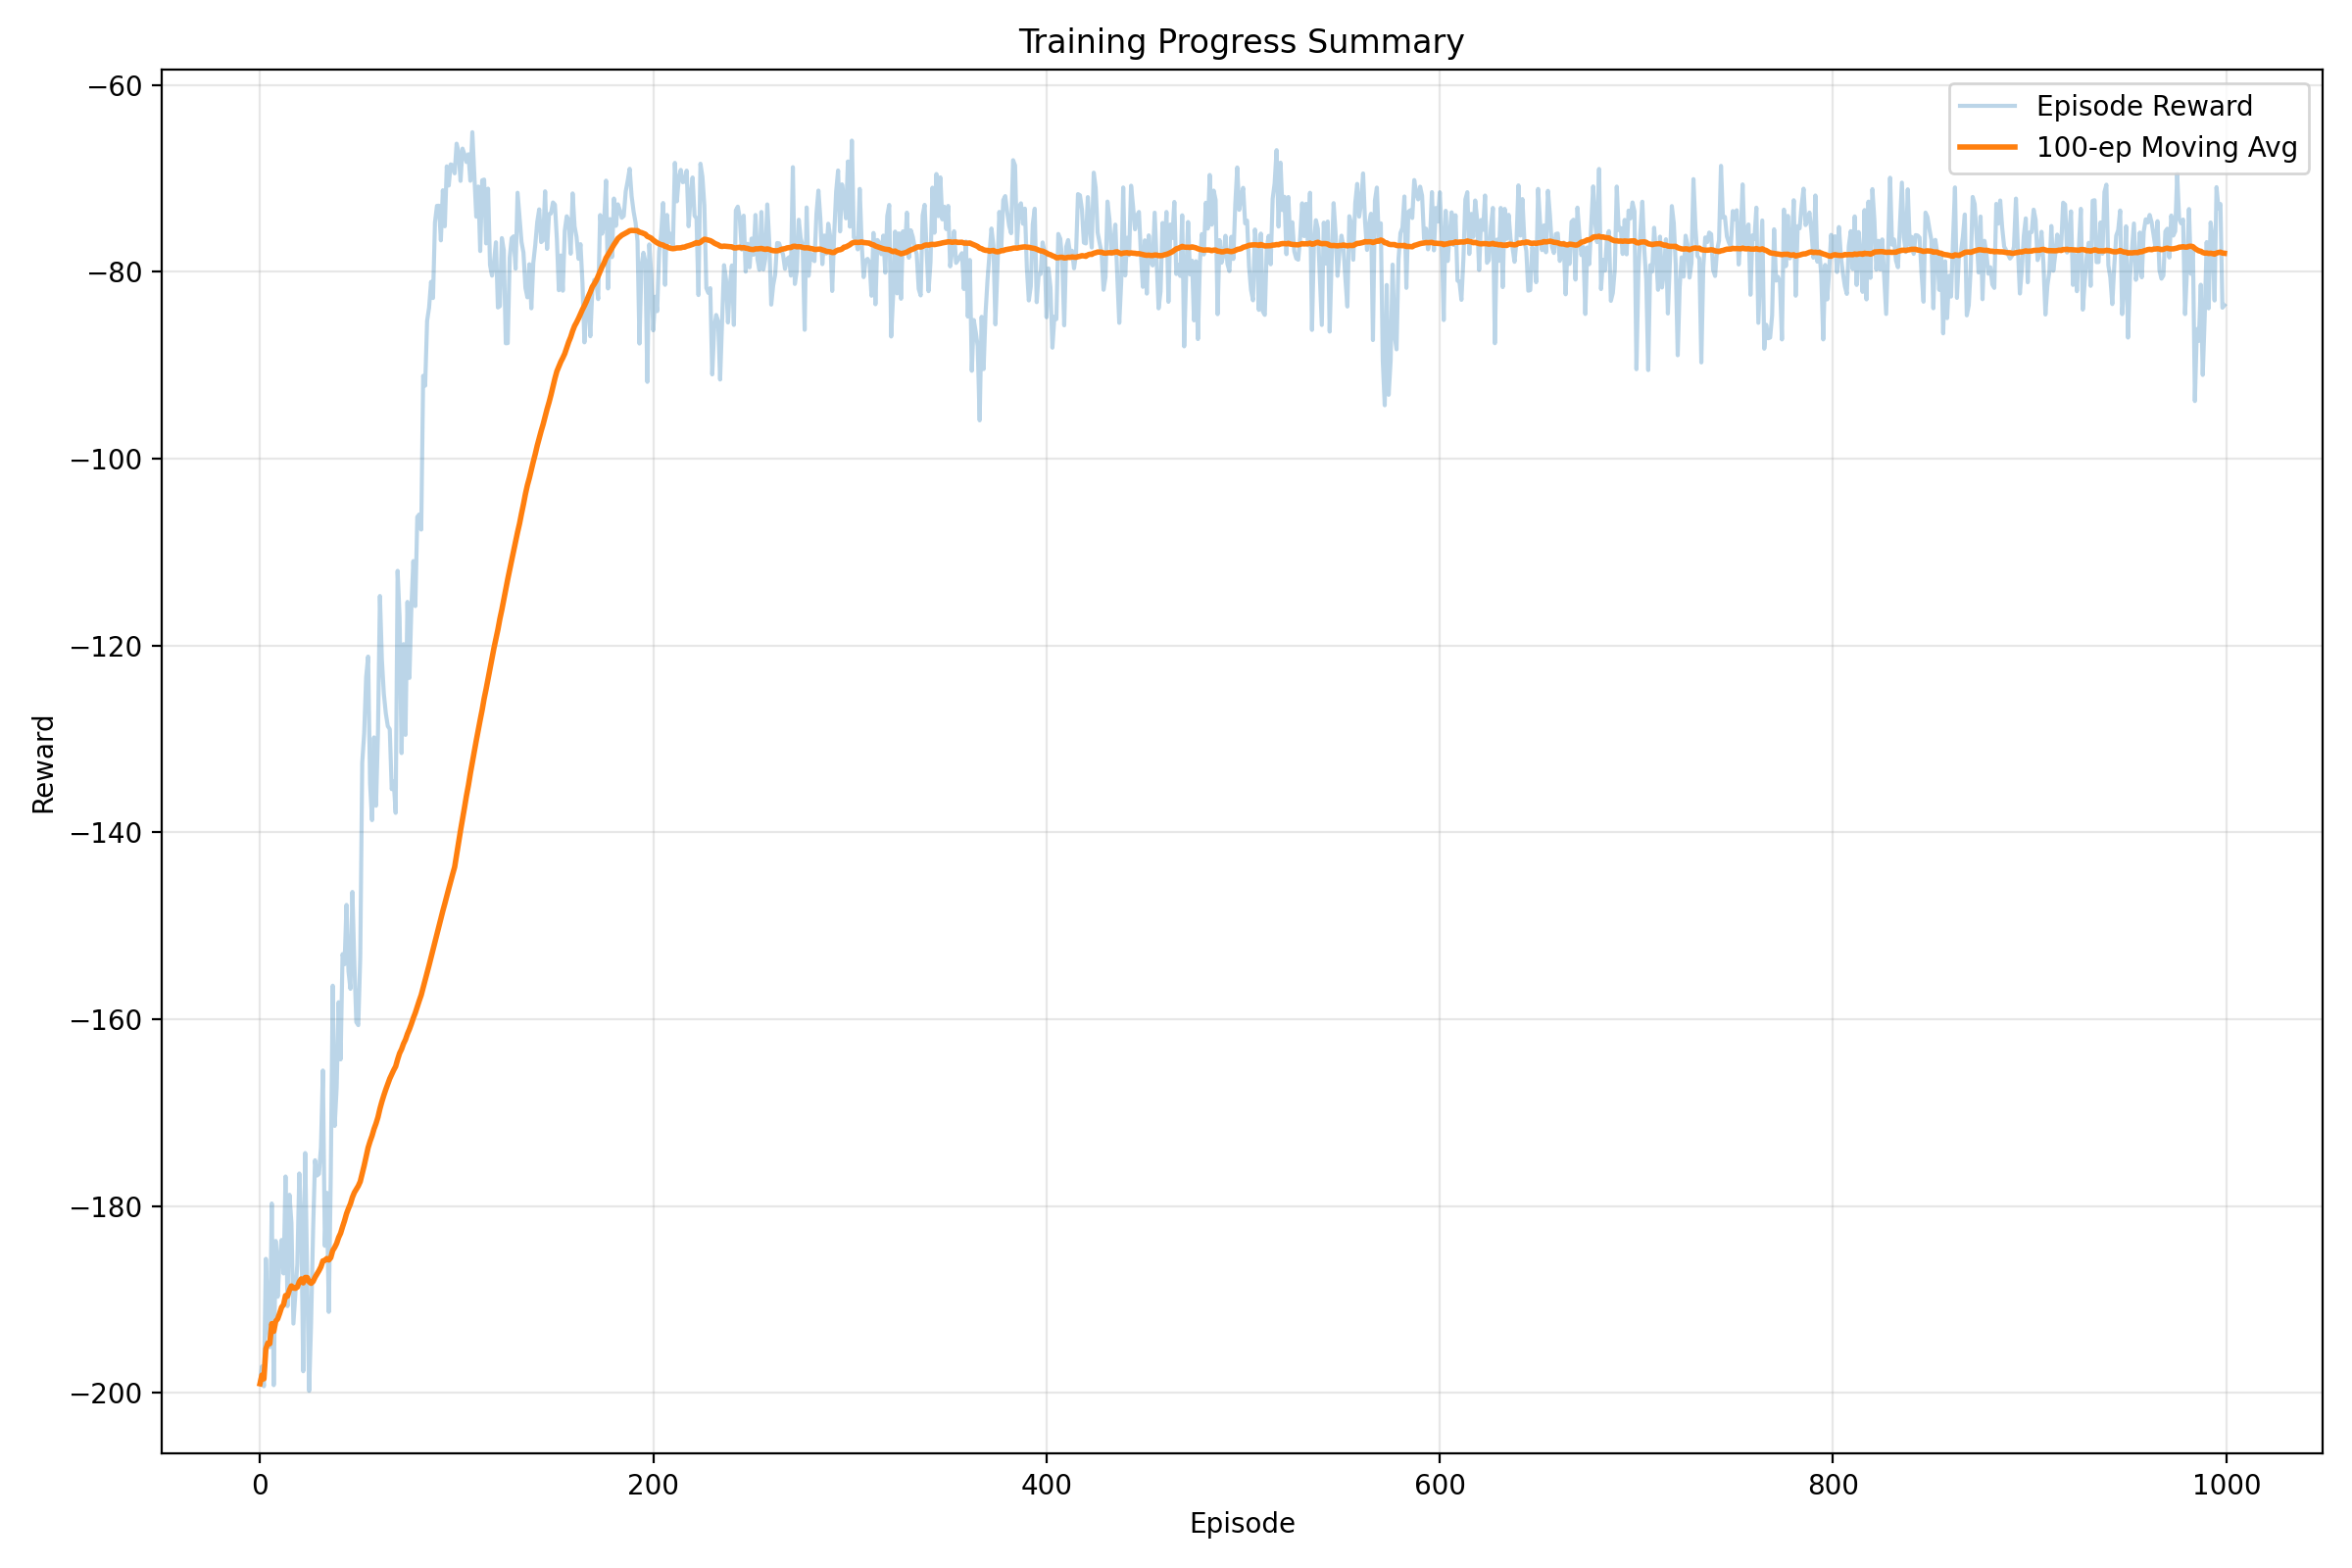 Training Progress Summary
Episode Reward
100-ep Moving Avg
Reward
−60
−80
−100
−120
−140
−160
−180
−200
0
200
400
600
800
1000
Episode